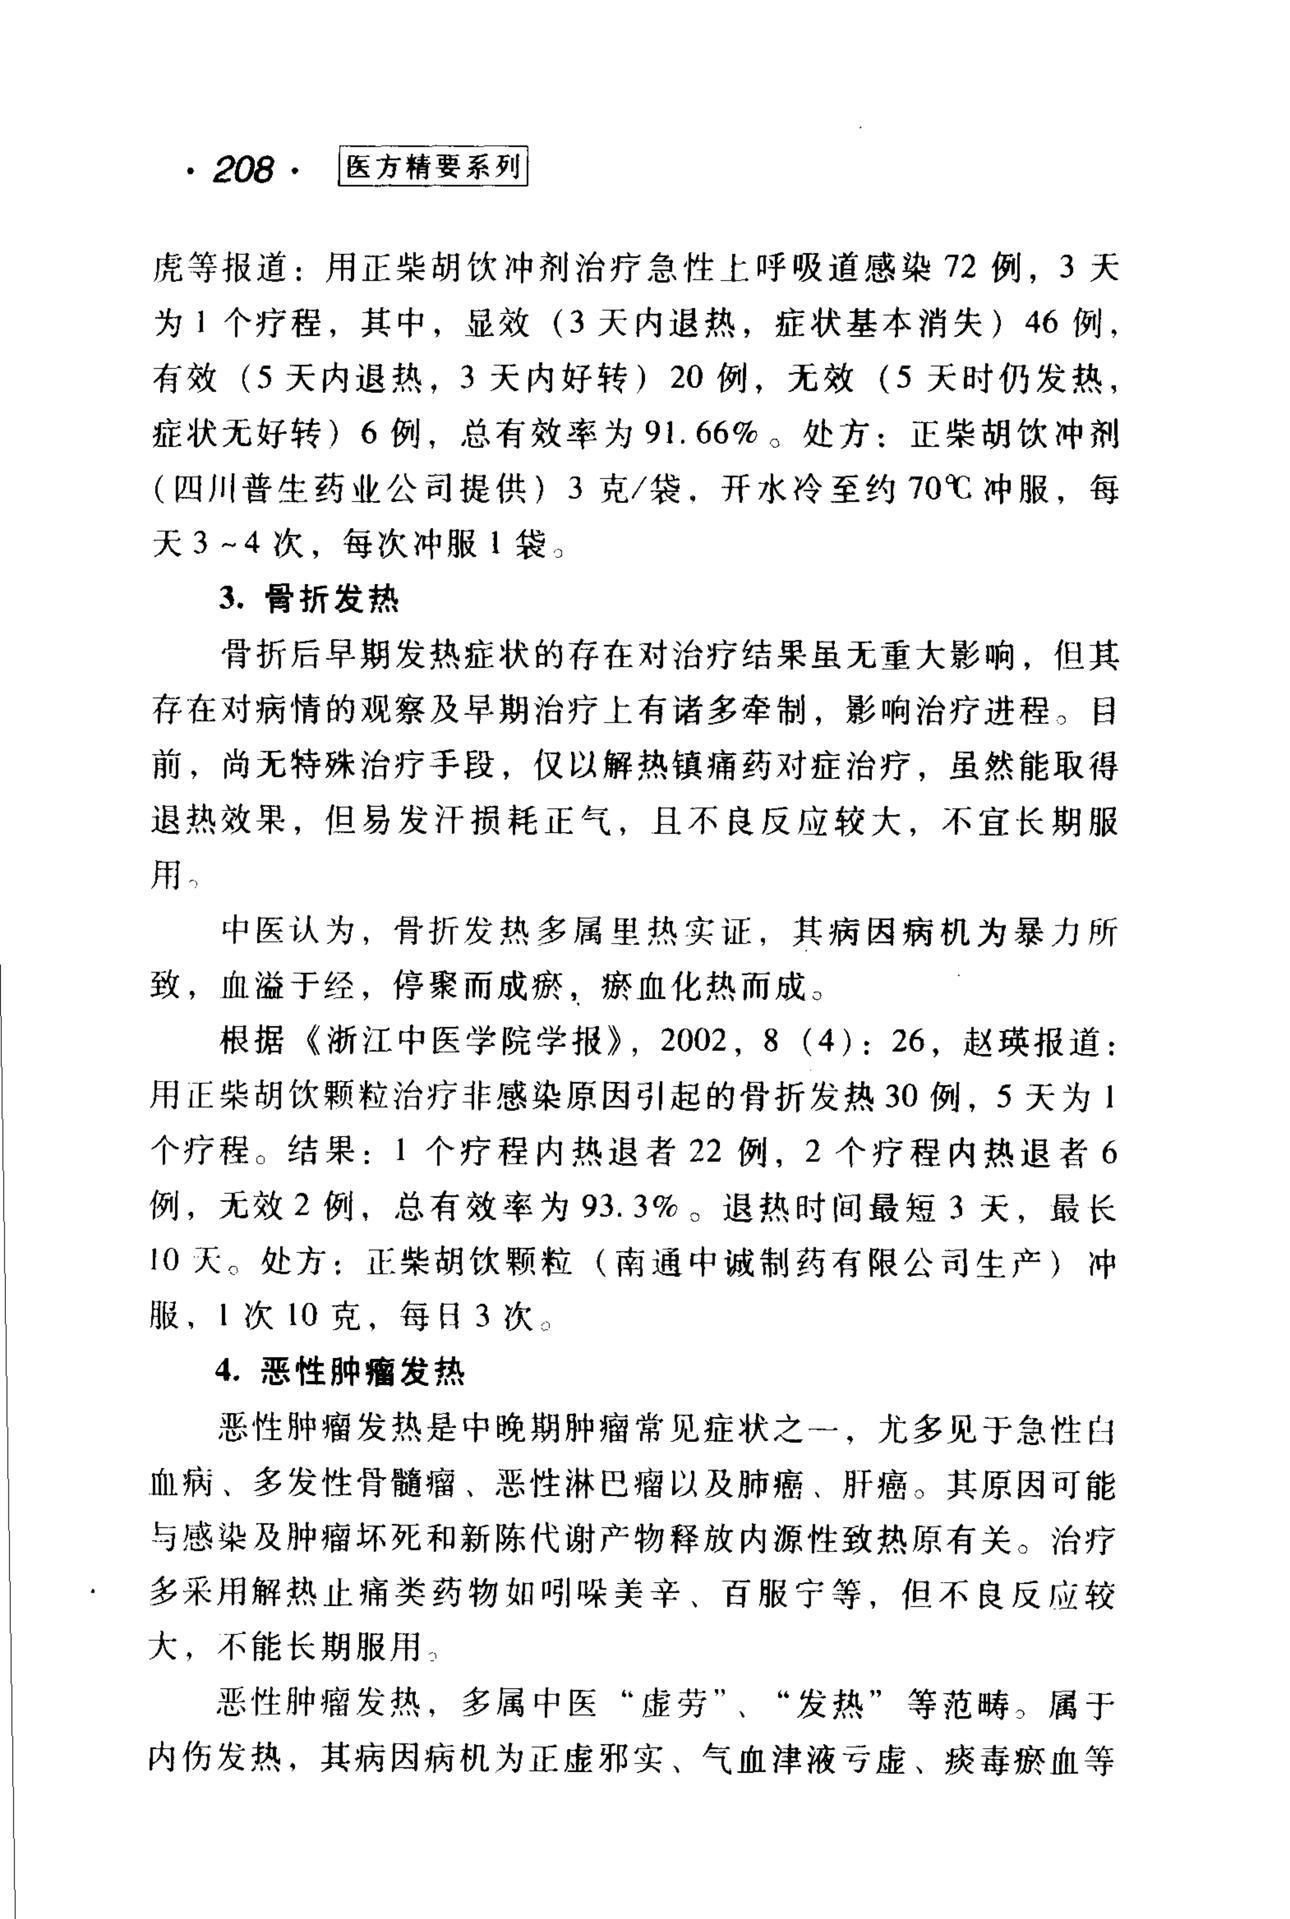 · 208 · 医方精要系列
虎等报道：用正柴胡饮冲剂治疗急性上呼吸道感染 72 例，3 天
为 1 个疗程，其中，显效（3 天内退热，症状基本消失）46 例，
有效（5 天内退热，3 天内好转）20 例，无效（5 天时仍发热，
症状无好转）6 例，总有效率为 91.66%。处方：正柴胡饮冲剂
（四川普生药业公司提供）3 克/袋，开水冷至约 70℃ 冲服，每
天 3～4 次，每次冲服 1 袋。
3. 骨折发热
骨折后早期发热症状的存在对治疗结果虽无重大影响，但其
存在对病情的观察及早期治疗上有诸多牵制，影响治疗进程。目
前，尚无特殊治疗手段，仅以解热镇痛药对症治疗，虽然能取得
退热效果，但易发汗损耗正气，且不良反应较大，不宜长期服
用。
中医认为，骨折发热多属里热实证，其病因病机为暴力所
致，血溢于经，停聚而成瘀，瘀血化热而成。
根据《浙江中医学院学报》，2002，8（4）：26，赵瑛报道：
用正柴胡饮颗粒治疗非感染原因引起的骨折发热 30 例，5 天为 1
个疗程。结果：1 个疗程内热退者 22 例，2 个疗程内热退者 6
例，无效 2 例，总有效率为 93.3%。退热时间最短 3 天，最长
10 天。处方：正柴胡饮颗粒（南通中诚制药有限公司生产）冲
服，1 次 10 克，每日 3 次。
4. 恶性肿瘤发热
恶性肿瘤发热是中晚期肿瘤常见症状之一，尤多见于急性白
血病、多发性骨髓瘤、恶性淋巴瘤以及肺癌、肝癌。其原因可能
与感染及肿瘤坏死和新陈代谢产物释放内源性致热原有关。治疗
多采用解热止痛类药物如吲哚美辛、百服宁等，但不良反应较
大，不能长期服用。
恶性肿瘤发热，多属中医“虚劳”、“发热”等范畴。属于
内伤发热，其病因病机为正虚邪实、气血津液亏虚、痰毒瘀血等